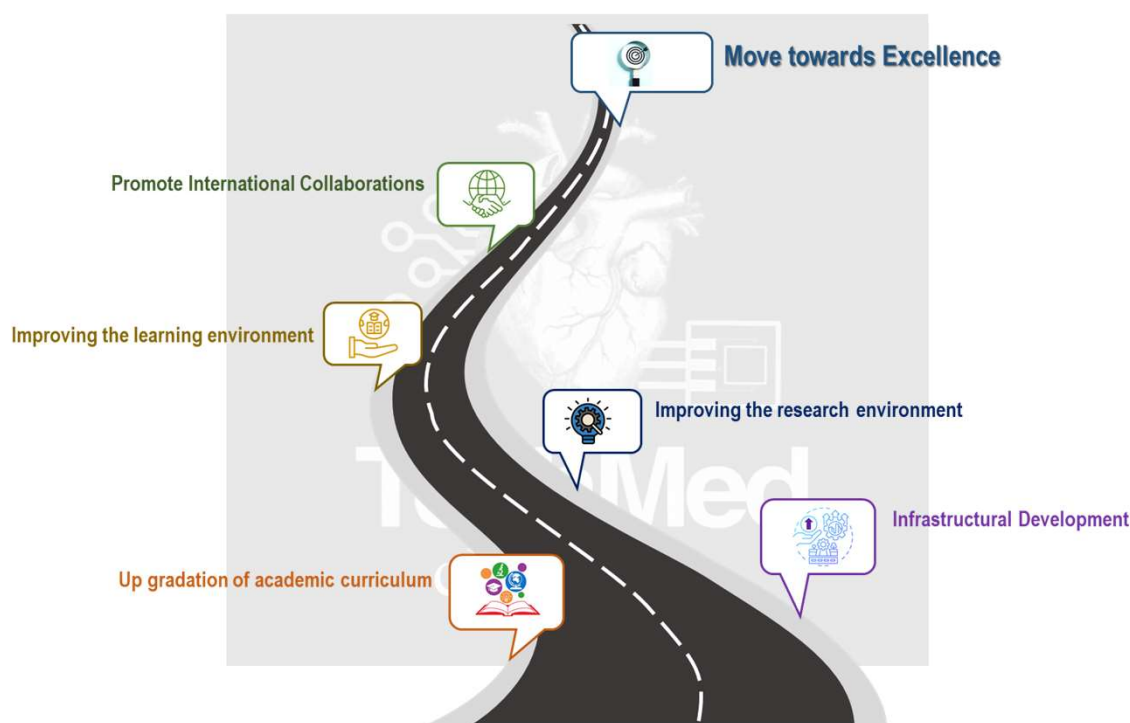 Move towards Excellence
Promote International Collaborations
Improving the learning environment
Improving the research environment
Med
Infrastructural Development
Up gradation of academic curriculum